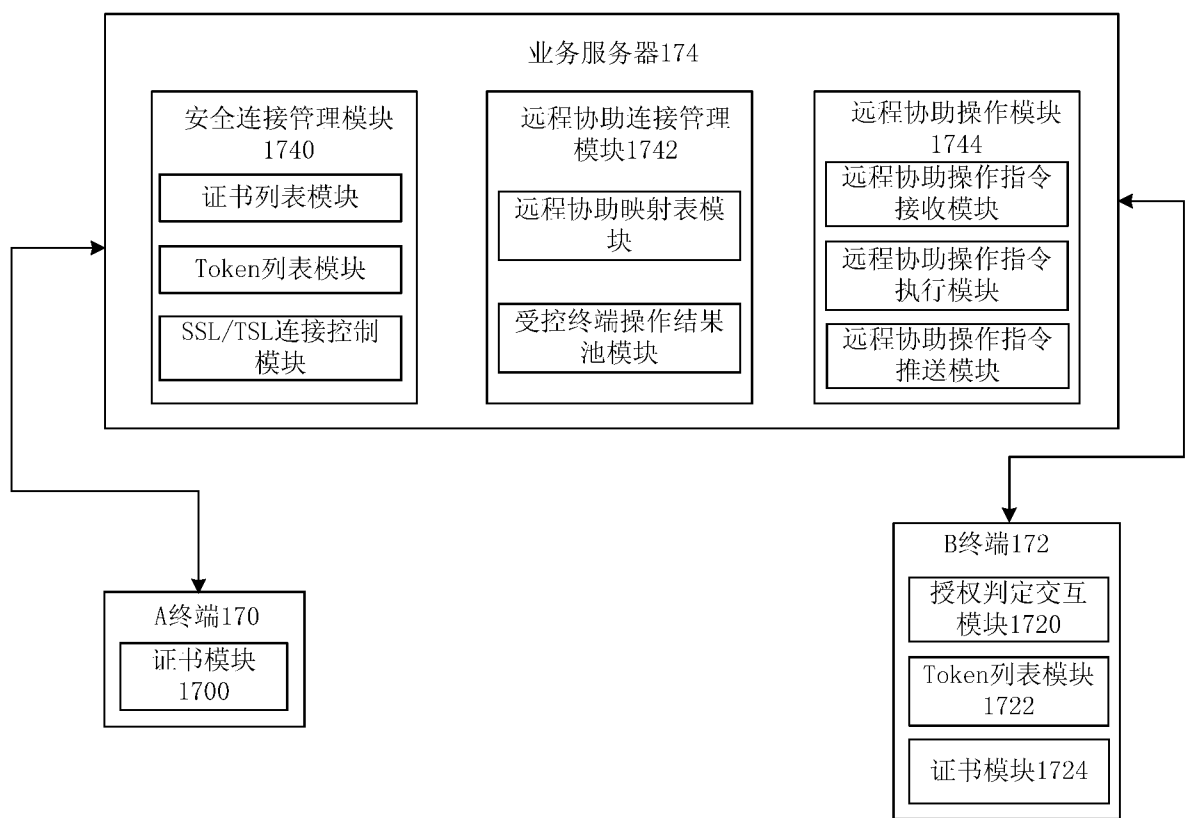 业务服务器174
安全连接管理模块
1740
证书列表模块
Token列表模块
SSL/TSL连接控制
模块
远程协助连接管理
模块1742
远程协助映射表模
块
受控终端操作结果
池模块
远程协助操作模块
1744
远程协助操作指令
接收模块
远程协助操作指令
执行模块
远程协助操作指令
推送模块
A终端170
证书模块
1700
B终端172
授权判定交互
模块1720
Token列表模块
1722
证书模块1724